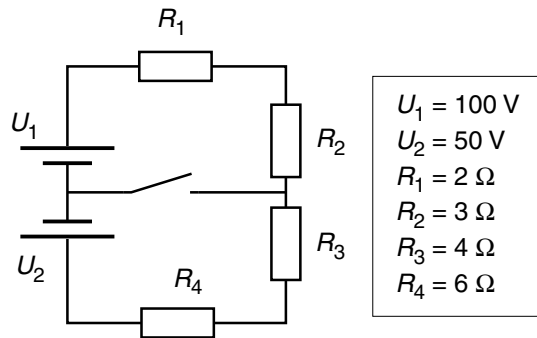 R1
U1
R2
R3
U2
R4
U1 = 100 V
U2 = 50 V
R1 = 2 Ω
R2 = 3 Ω
R3 = 4 Ω
R4 = 6 Ω